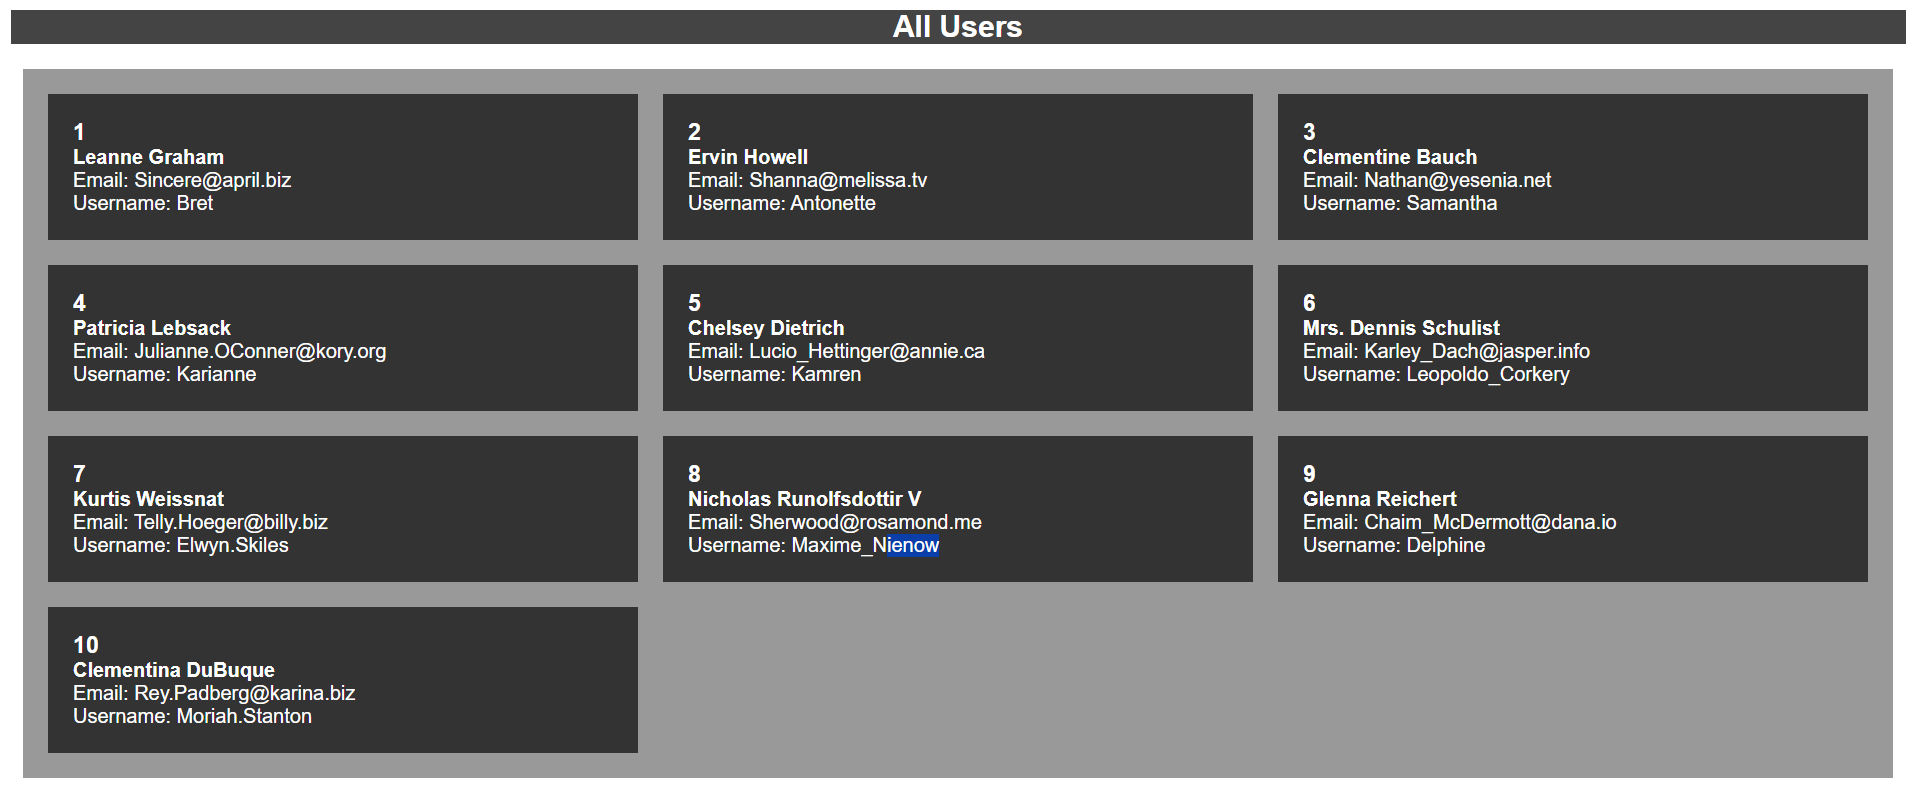 All Users
1
Leanne Graham
Email: Sincere@april.biz
Username: Bret
2
Ervin Howell
Email: Shanna@melissa.tv
Username: Antonette
3
Clementine Bauch
Email: Nathan@yesenia.net
Username: Samantha
4
Patricia Lebsack
Email: Julianne.OConner@kory.org
Username: Karianne
5
Chelsey Dietrich
Email: Lucio_Hettinger@annie.ca
Username: Kamren
6
Mrs. Dennis Schulist
Email: Karley_Dach@jasper.info
Username: Leopoldo_Corkery
7
Kurtis Weissnat
Email: Telly.Hoeger@billy.biz
Username: Elwyn.Skiles
8
Nicholas Runolfsdottir V
Email: Sherwood@rosamond.me
Username: Maxime_Nienow
9
Glenna Reichert
Email: Chaim_McDermott@dana.io
Username: Delphine
10
Clementina DuBuque
Email: Rey.Padberg@karina.biz
Username: Moriah.Stanton